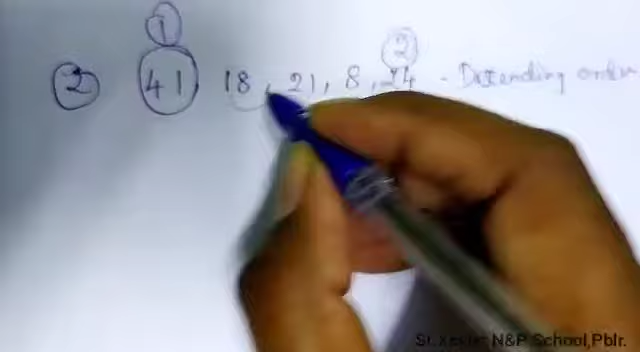 ① ②
② 41 18, 21, 8, 24 - Descending order
St.Xavier N&P School,Pblr.